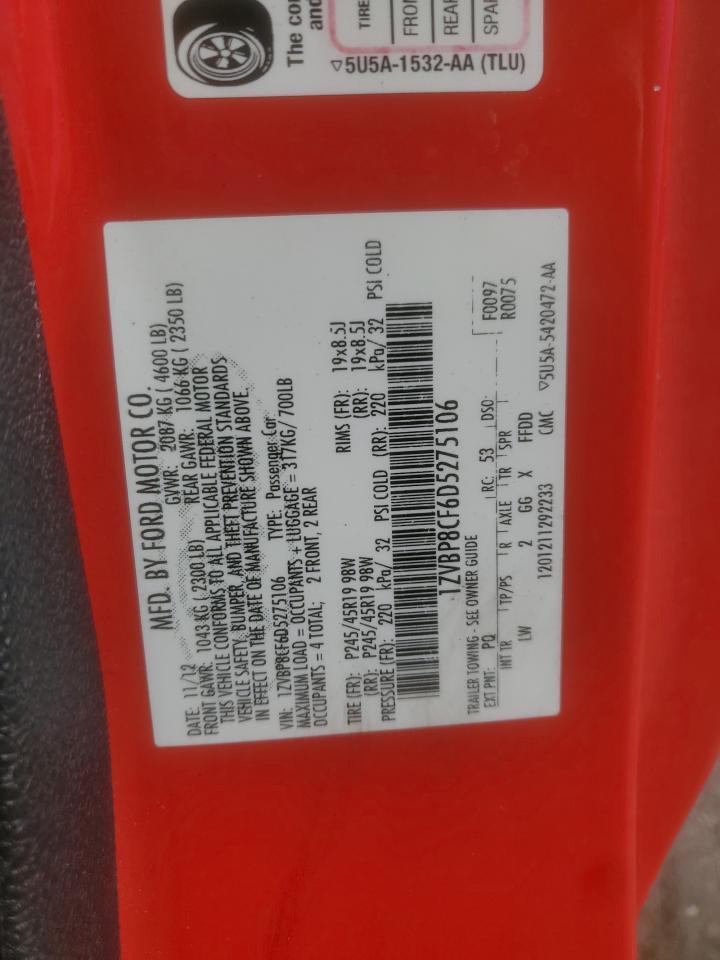 The co
and
TIRE
FRON
REAR
SPAR
▽5U5A-1532-AA (TLU)
MFD. BY FORD MOTOR CO.
DATE: 11/12 GVWR: 2087 KG ( 4600 LB)
FRONT GAWR: 1043 KG ( 2300 LB) REAR GAWR: 1066 KG ( 2350 LB)
THIS VEHICLE CONFORMS TO ALL APPLICABLE FEDERAL MOTOR
VEHICLE SAFETY, BUMPER, AND THEFT PREVENTION STANDARDS
IN EFFECT ON THE DATE OF MANUFACTURE SHOWN ABOVE.
VIN: 1ZVBP8CF6D5275106 TYPE: Passenger Car
MAXIMUM LOAD = OCCUPANTS + LUGGAGE = 317KG/ 700LB
OCCUPANTS = 4 TOTAL; 2 FRONT, 2 REAR
TIRE (FR): P245/45R19 98W RIMS (FR): 19x8.5J
(RR): P245/45R19 98W (RR): 19x8.5J
PRESSURE (FR): 220 kPa/ 32 PSI COLD (RR): 220 kPa/ 32 PSI COLD
1ZVBP8CF6D5275106
TRAILER TOWING - SEE OWNER GUIDE
F0097
EXT PNT: PQ RC: 53 DSO: R0075
INT TR TP/PS R AXLE TR SPR
LW 2 GG X FFDD
1201211292233 CMC ▽5U5A-5420472-AA